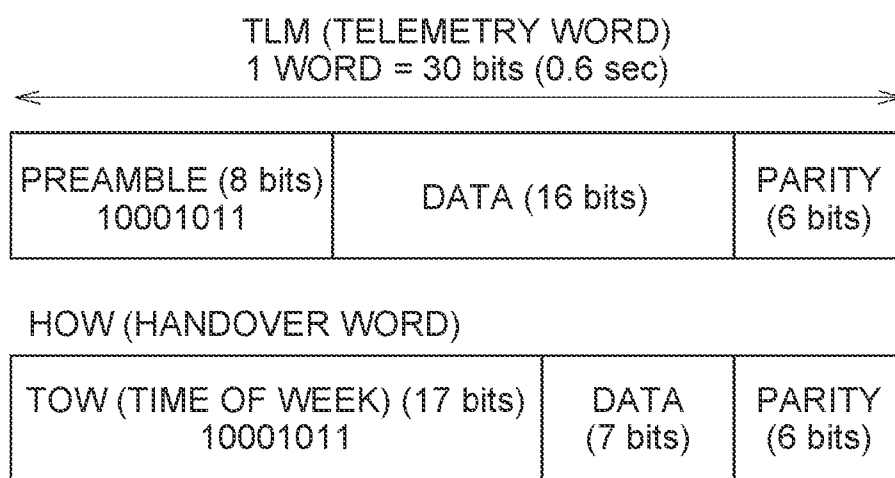 TLM (TELEMETRY WORD)
1 WORD = 30 bits (0.6 sec)
PREAMBLE (8 bits)
10001011
DATA (16 bits)
PARITY
(6 bits)
HOW (HANDOVER WORD)
TOW (TIME OF WEEK) (17 bits)
10001011
DATA
(7 bits)
PARITY
(6 bits)